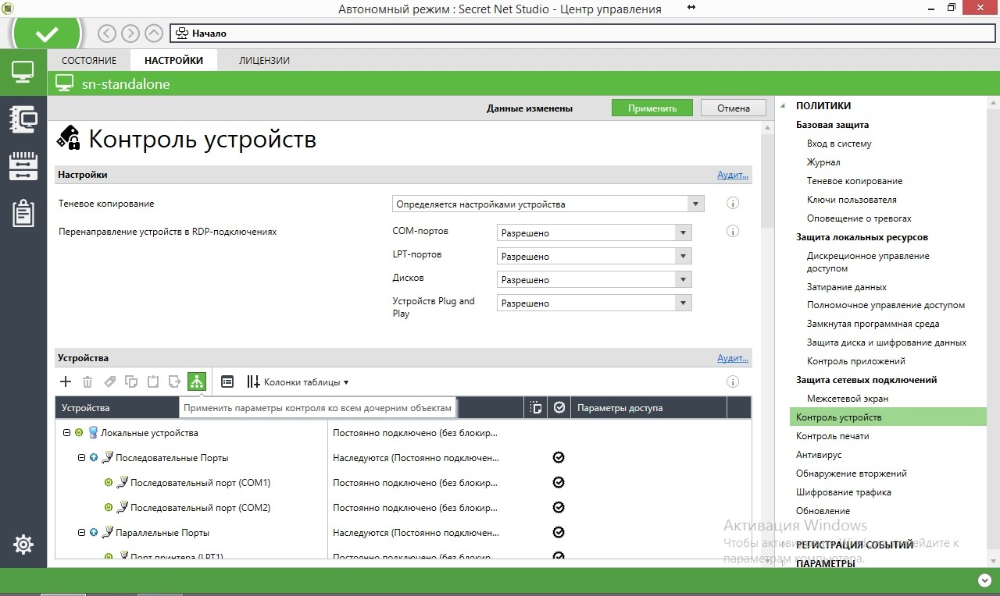 Автономный режим : Secret Net Studio - Центр управления
Начало
СОСТОЯНИЕ НАСТРОЙКИ ЛИЦЕНЗИИ
sn-standalone
Данные изменены Применить Отмена
Контроль устройств
Настройки Аудит...
Теневое копирование Определяется настройками устройства
Перенаправление устройств в RDP-подключениях COM-портов Разрешено
LPT-портов Разрешено
Дисков Разрешено
Устройств Plug and Play Разрешено
Устройства Аудит...
Колонки таблицы
Применить параметры контроля ко всем дочерним объектам
Устройства Параметры доступа
Локальные устройства Постоянно подключено (без блокир...
Последовательные Порты Наследуются (Постоянно подключен...
Последовательный порт (COM1) Постоянно подключено (без блокир...
Последовательный порт (COM2) Постоянно подключено (без блокир...
Параллельные Порты Наследуются (Постоянно подключен...
Порт принтера (LPT1) Постоянно подключено (без блокир...
ПОЛИТИКИ
Базовая защита
Вход в систему
Журнал
Теневое копирование
Ключи пользователя
Оповещение о тревогах
Защита локальных ресурсов
Дискреционное управление
доступом
Затирание данных
Полномочное управление доступом
Замкнутая программная среда
Защита диска и шифрование данных
Контроль приложений
Защита сетевых подключений
Межсетевой экран
Контроль устройств
Контроль печати
Антивирус
Обнаружение вторжений
Шифрование трафика
Обновление
РЕГИСТРАЦИЯ СОБЫТИЙ
ПАРАМЕТРЫ
Активация Windows
Чтобы активировать Windows, перейдите к
параметрам компьютера.